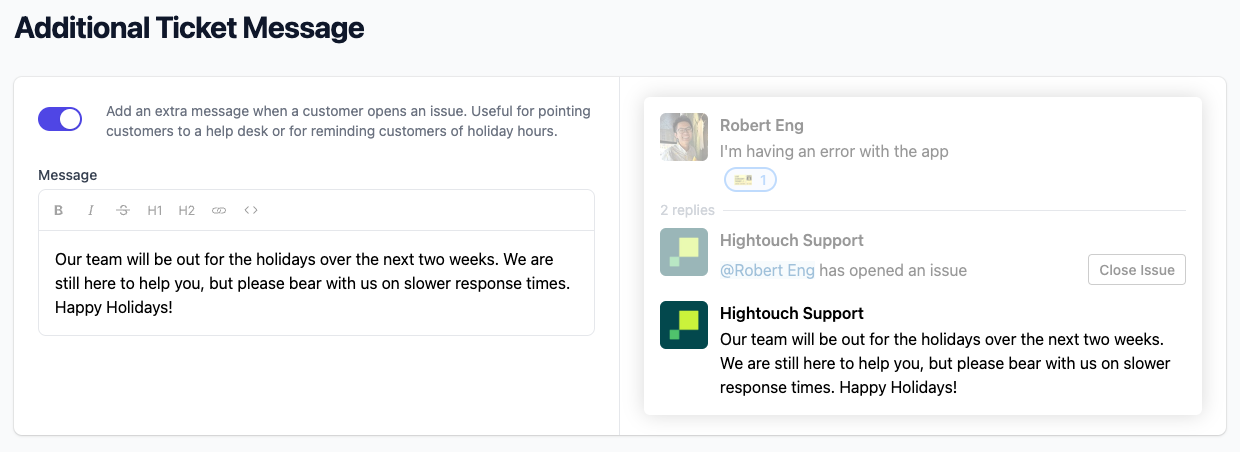 Additional Ticket Message
Add an extra message when a customer opens an issue. Useful for pointing
customers to a help desk or for reminding customers of holiday hours.
Message
B I S H1 H2 <>
Our team will be out for the holidays over the next two weeks. We are
still here to help you, but please bear with us on slower response times.
Happy Holidays!
Robert Eng
I'm having an error with the app
1
2 replies
Hightouch Support
@Robert Eng has opened an issue
Close Issue
Hightouch Support
Our team will be out for the holidays over the next two weeks.
We are still here to help you, but please bear with us on slower
response times. Happy Holidays!